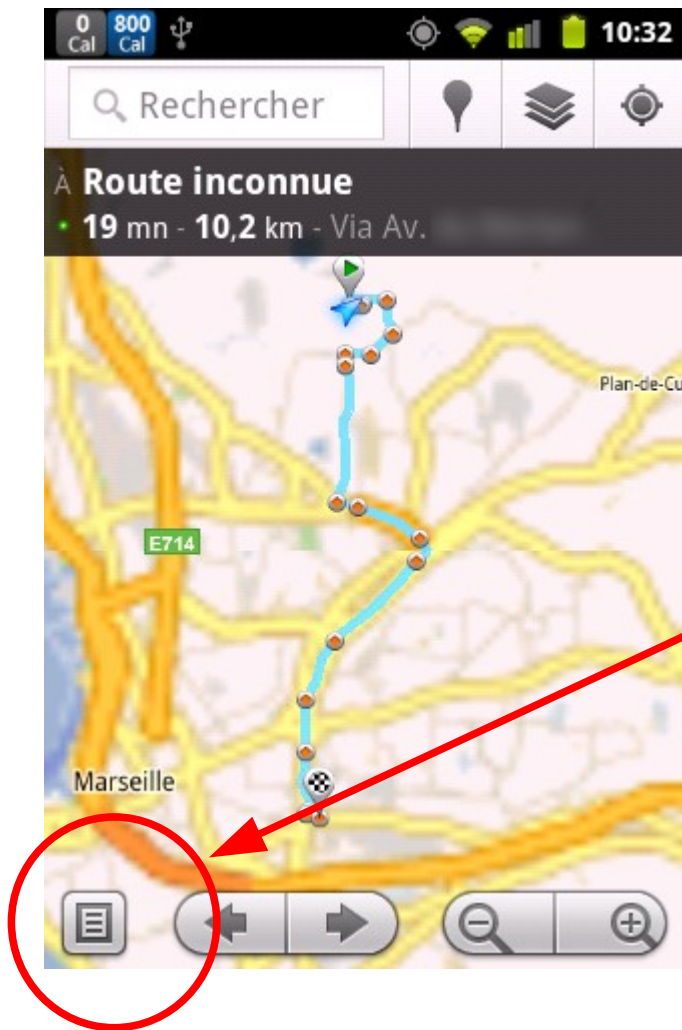 0 Cal 800 Cal 10:32
Rechercher
À Route inconnue
19 mn - 10,2 km - Via Av.
Plan-de-Cu
E714
Marseille